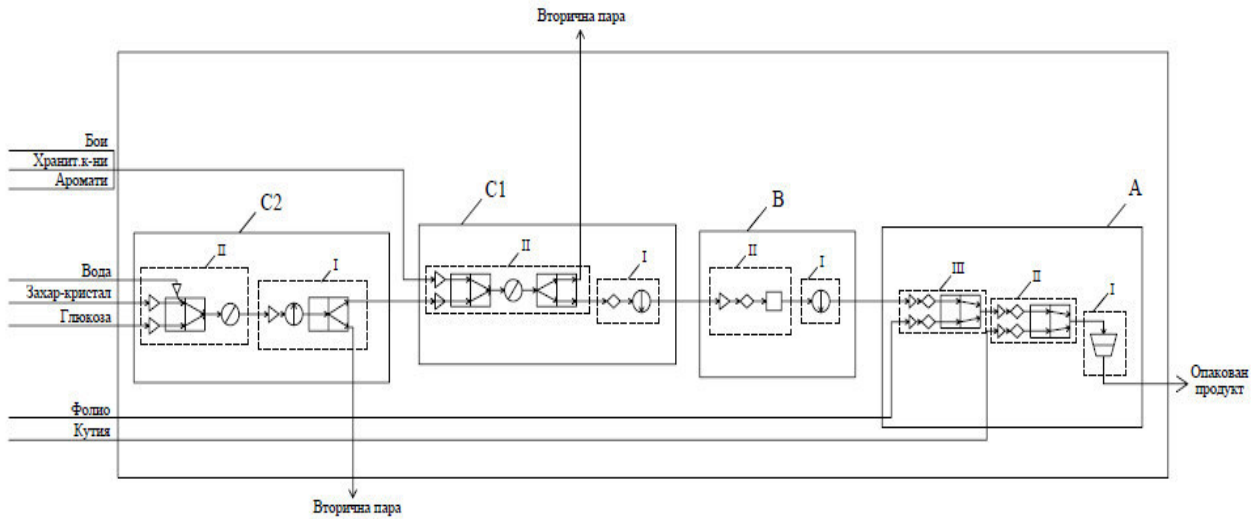 Вторична пара
Бои
Хранит.к-ни
Аромати
C2
C1
В
А
II
I
II
I
II
I
III
II
I
Вода
Захар-кристал
Глюкоза
Фолио
Кутия
Опакован
продукт
Вторична пара